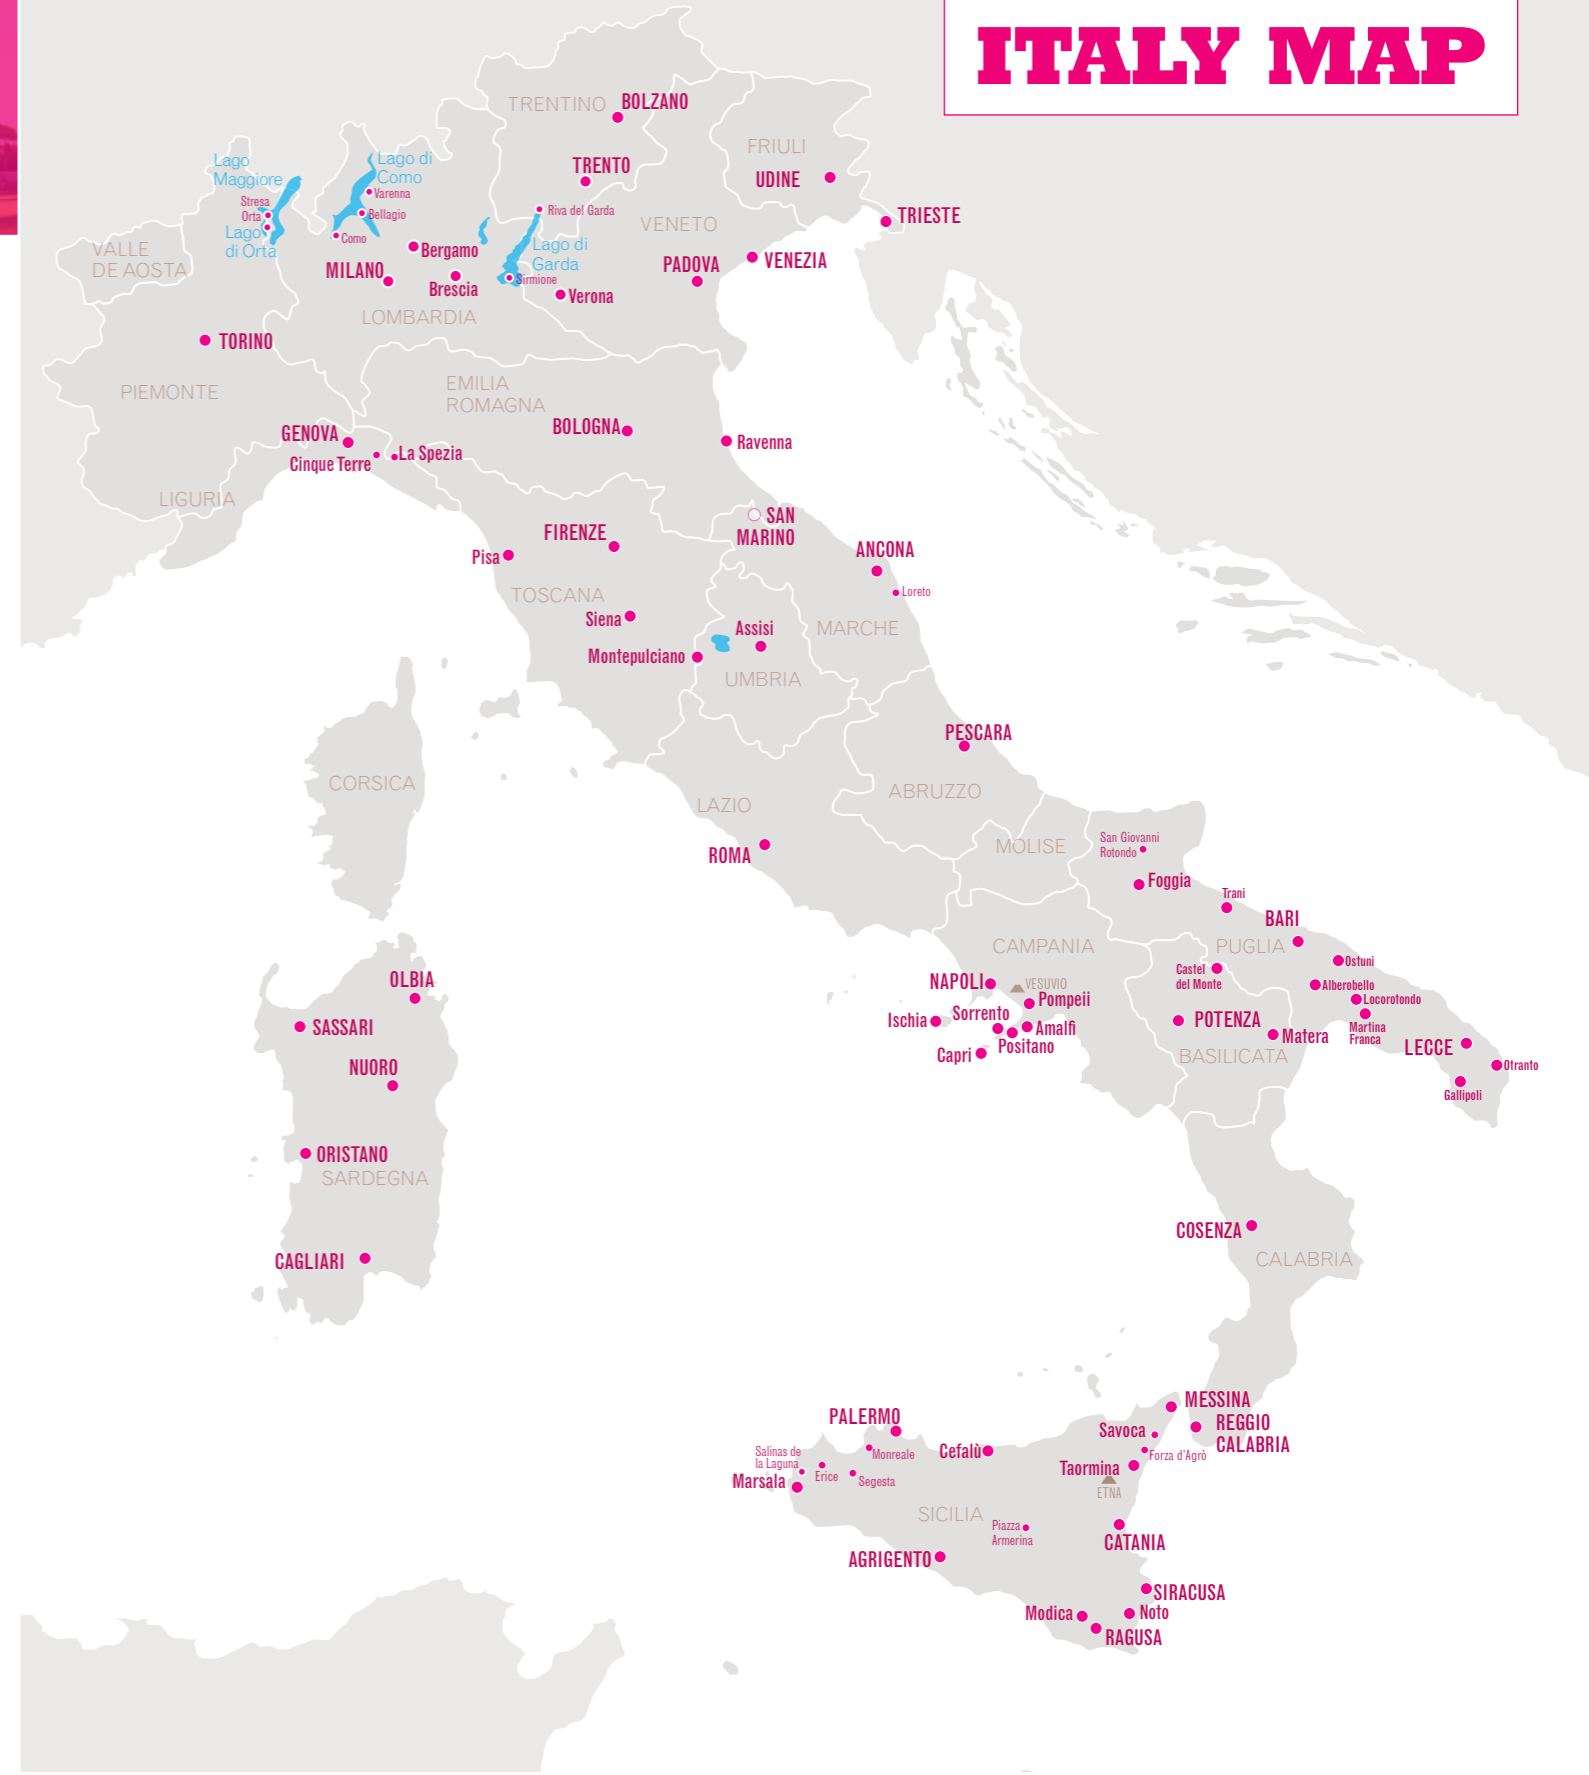 ITALY MAP
TRENTINO
BOLZANO
FRIULI
TRENTO
UDINE
Lago
Maggiore
Lago di
Como
Stresa
Orta
Varenna
Bellagio
Lago
di Orta
Como
Riva del Garda
VENETO
TRIESTE
VALLE
DE AOSTA
Bergamo
Lago di
Garda
MILANO
Brescia
Sirmione
Verona
PADOVA
VENEZIA
LOMBARDIA
TORINO
PIEMONTE
EMILIA
ROMAGNA
GENOVA
BOLOGNA
Ravenna
Cinque Terre
La Spezia
LIGURIA
SAN
MARINO
FIRENZE
Pisa
ANCONA
Loreto
TOSCANA
Siena
Assisi
MARCHE
Montepulciano
UMBRIA
PESCARA
CORSICA
LAZIO
ABRUZZO
ROMA
MOLISE
San Giovanni
Rotondo
Foggia
Trani
BARI
CAMPANIA
PUGLIA
Castel
del Monte
Ostuni
NAPOLI
VESUVIO
Pompeii
Alberobello
Locorotondo
Martina
Franca
Ischia
Sorrento
Amalfi
Positano
Capri
POTENZA
Matera
BASILICATA
LECCE
Otranto
Gallipoli
OLBIA
SASSARI
NUORO
ORISTANO
SARDEGNA
CAGLIARI
COSENZA
CALABRIA
MESSINA
REGGIO
CALABRIA
PALERMO
Savoca
Forza d'Agrò
Monreale
Cefalù
Taormina
ETNA
Salinas de
la Laguna
Erice
Segesta
Marsala
SICILIA
Piazza
Armerina
CATANIA
AGRIGENTO
SIRACUSA
Modica
Noto
RAGUSA